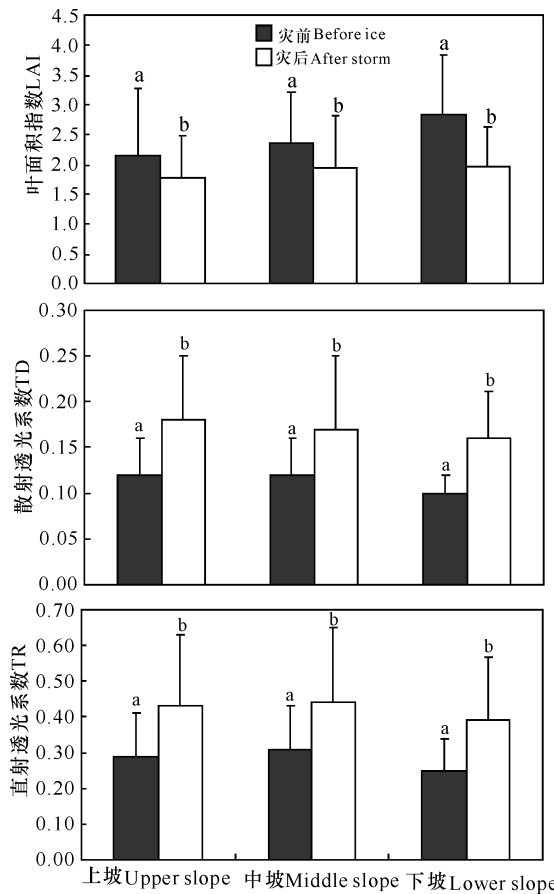 4.5
4.0
3.5
3.0
2.5
2.0
1.5
1.0
0.5
0.0
叶面积指数LAI
灾前Before ice
灾后After storm
a
b
a
b
a
b
0.30
0.25
0.20
0.15
0.10
0.05
0.00
散射透光系数TD
a
b
a
b
a
b
0.70
0.60
0.50
0.40
0.30
0.20
0.10
0.00
直射透光系数TR
a
b
a
b
a
b
上坡Upper slope
中坡Middle slope
下坡Lower slope